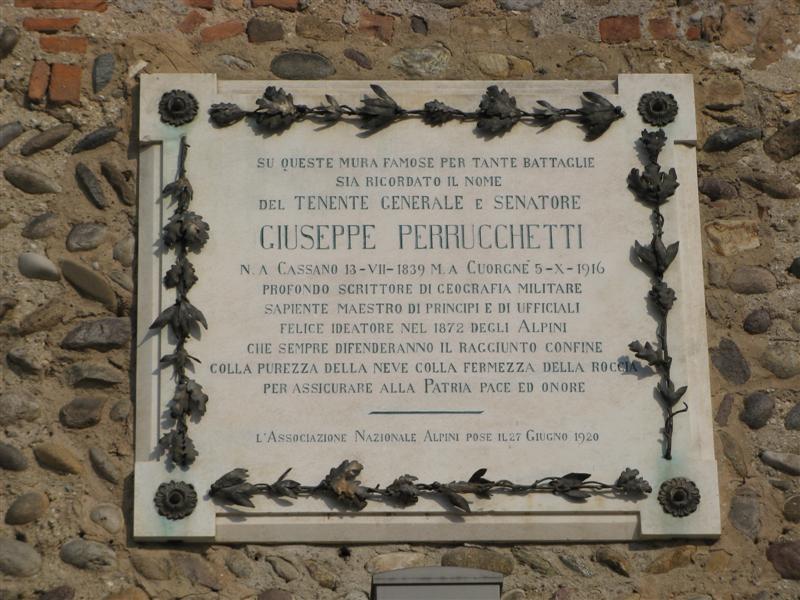 SU QUESTE MURA FAMOSE PER TANTE BATTAGLIE
SIA RICORDATO IL NOME
DEL TENENTE GENERALE E SENATORE
GIUSEPPE PERRUCCHETTI
N. A CASSANO 13-VII-1839 M. A CUORGNÈ 5-X-1916
PROFONDO SCRITTORE DI GEOGRAFIA MILITARE
SAPIENTE MAESTRO DI PRINCIPI E DI UFFICIALI
FELICE IDEATORE NEL 1872 DEGLI ALPINI
CHE SEMPRE DIFENDERANNO IL RAGGIUNTO CONFINE
COLLA PUREZZA DELLA NEVE COLLA FERMEZZA DELLA ROCCIA
PER ASSICURARE ALLA PATRIA PACE ED ONORE
L'ASSOCIAZIONE NAZIONALE ALPINI POSE IL 27 GIUGNO 1920